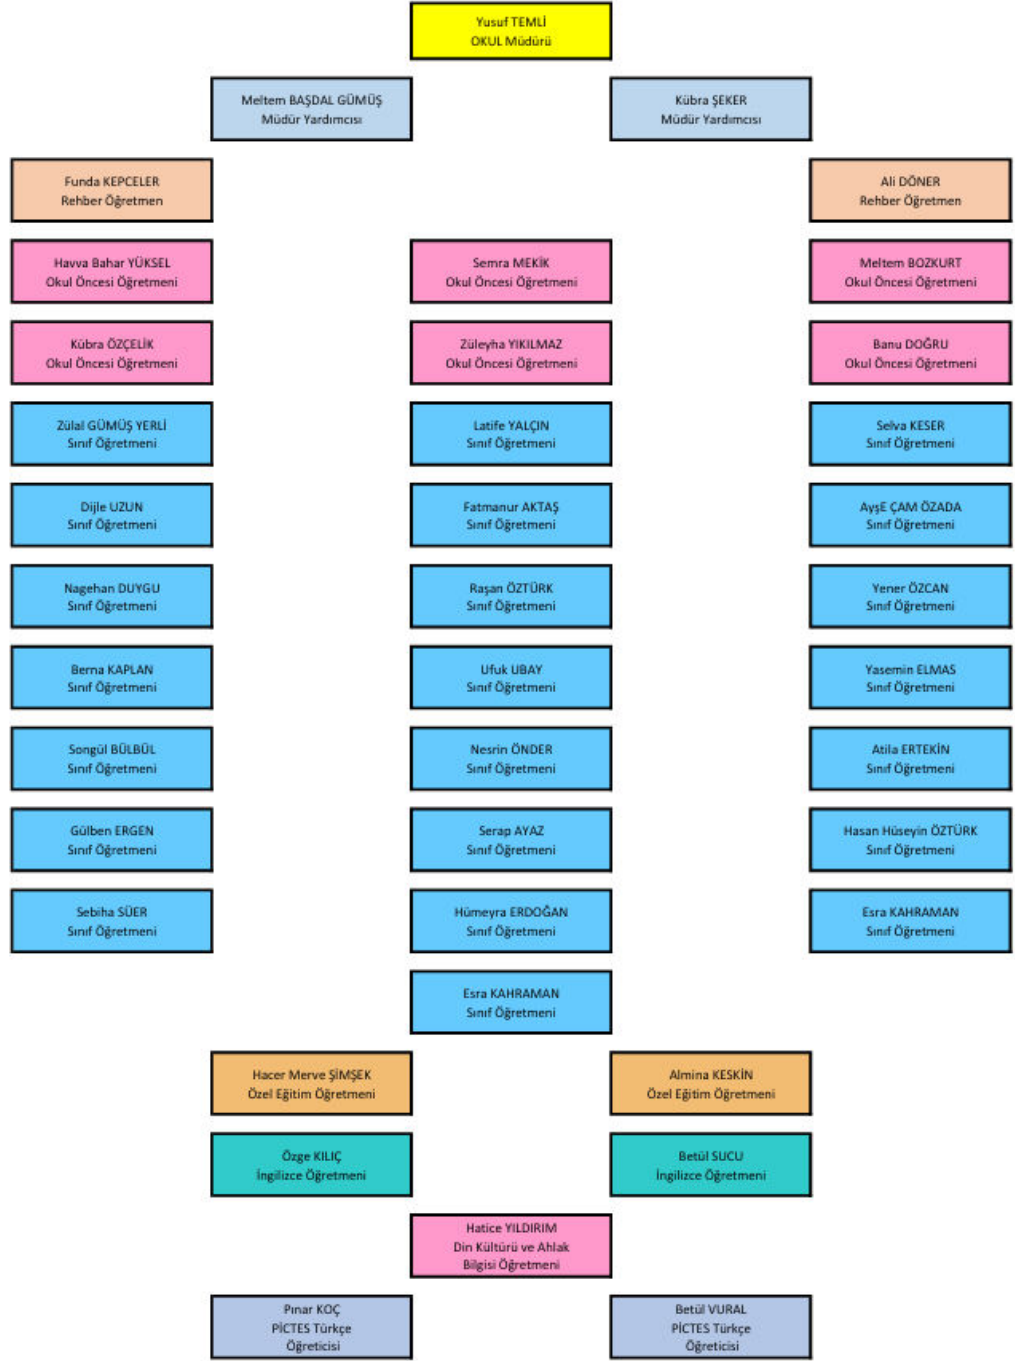 Yusuf TEMLİ
OKUL Müdürü
Meltem BAŞDAL GÜMÜŞ
Müdür Yardımcısı
Kübra ŞEKER
Müdür Yardımcısı
Funda KEPCELER
Rehber Öğretmen
Ali DÖNER
Rehber Öğretmen
Havva Bahar YÜKSEL
Okul Öncesi Öğretmeni
Semra MEKİK
Okul Öncesi Öğretmeni
Meltem BOZKURT
Okul Öncesi Öğretmeni
Kübra ÖZÇELİK
Okul Öncesi Öğretmeni
Züleyha YIKILMAZ
Okul Öncesi Öğretmeni
Banu DOĞRU
Okul Öncesi Öğretmeni
Zülal GÜMÜŞ YERLİ
Sınıf Öğretmeni
Latife YALÇIN
Sınıf Öğretmeni
Selva KESER
Sınıf Öğretmeni
Dijle UZUN
Sınıf Öğretmeni
Fatmanur AKTAŞ
Sınıf Öğretmeni
AyşE ÇAM ÖZADA
Sınıf Öğretmeni
Nagehan DUYGU
Sınıf Öğretmeni
Raşan ÖZTÜRK
Sınıf Öğretmeni
Yener ÖZCAN
Sınıf Öğretmeni
Berna KAPLAN
Sınıf Öğretmeni
Ufuk UBAY
Sınıf Öğretmeni
Yasemin ELMAS
Sınıf Öğretmeni
Songül BÜLBÜL
Sınıf Öğretmeni
Nesrin ÖNDER
Sınıf Öğretmeni
Atila ERTEKİN
Sınıf Öğretmeni
Gülben ERGEN
Sınıf Öğretmeni
Serap AYAZ
Sınıf Öğretmeni
Hasan Hüseyin ÖZTÜRK
Sınıf Öğretmeni
Sebiha SÜER
Sınıf Öğretmeni
Hümeyra ERDOĞAN
Sınıf Öğretmeni
Esra KAHRAMAN
Sınıf Öğretmeni
Esra KAHRAMAN
Sınıf Öğretmeni
Hacer Merve ŞİMŞEK
Özel Eğitim Öğretmeni
Almina KESKİN
Özel Eğitim Öğretmeni
Özge KILIÇ
İngilizce Öğretmeni
Betül SUCU
İngilizce Öğretmeni
Hatice YILDIRIM
Din Kültürü ve Ahlak
Bilgisi Öğretmeni
Pınar KOÇ
PİCTES Türkçe
Öğreticisi
Betül VURAL
PİCTES Türkçe
Öğreticisi